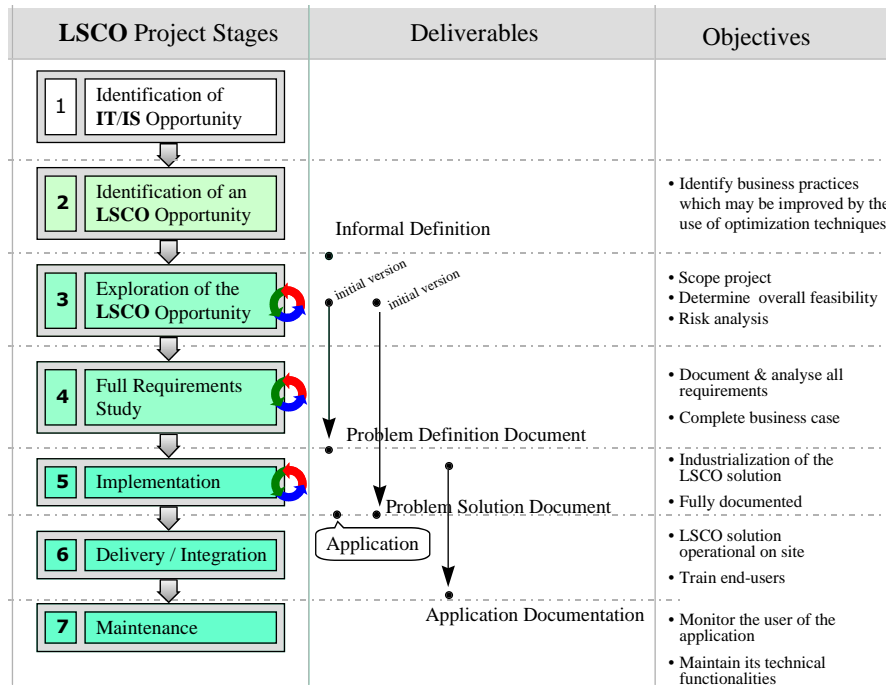 LSCO Project Stages
Deliverables
Objectives
1
Identification of
IT/IS Opportunity
2
Identification of an
LSCO Opportunity
• Identify business practices
which may be improved by the
use of optimization techniques
Informal Definition
3
Exploration of the
LSCO Opportunity
initial version
initial version
• Scope project
• Determine overall feasibility
• Risk analysis
4
Full Requirements
Study
• Document & analyse all
requirements
• Complete business case
Problem Definition Document
5
Implementation
• Industrialization of the
LSCO solution
• Fully documented
Problem Solution Document
Application
6
Delivery / Integration
• LSCO solution
operational on site
• Train end-users
Application Documentation
7
Maintenance
• Monitor the user of the
application
• Maintain its technical
functionalities